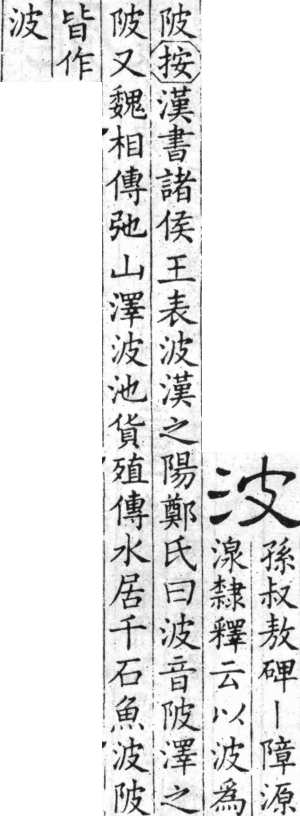 波孫叔敖碑丨障源
湶隸釋云以波爲
陂按漢書諸侯王表波漢之陽鄭氏曰波音陂澤之
陂又魏相傳弛山澤波池貨殖傳水居千石魚波陂
皆作
波